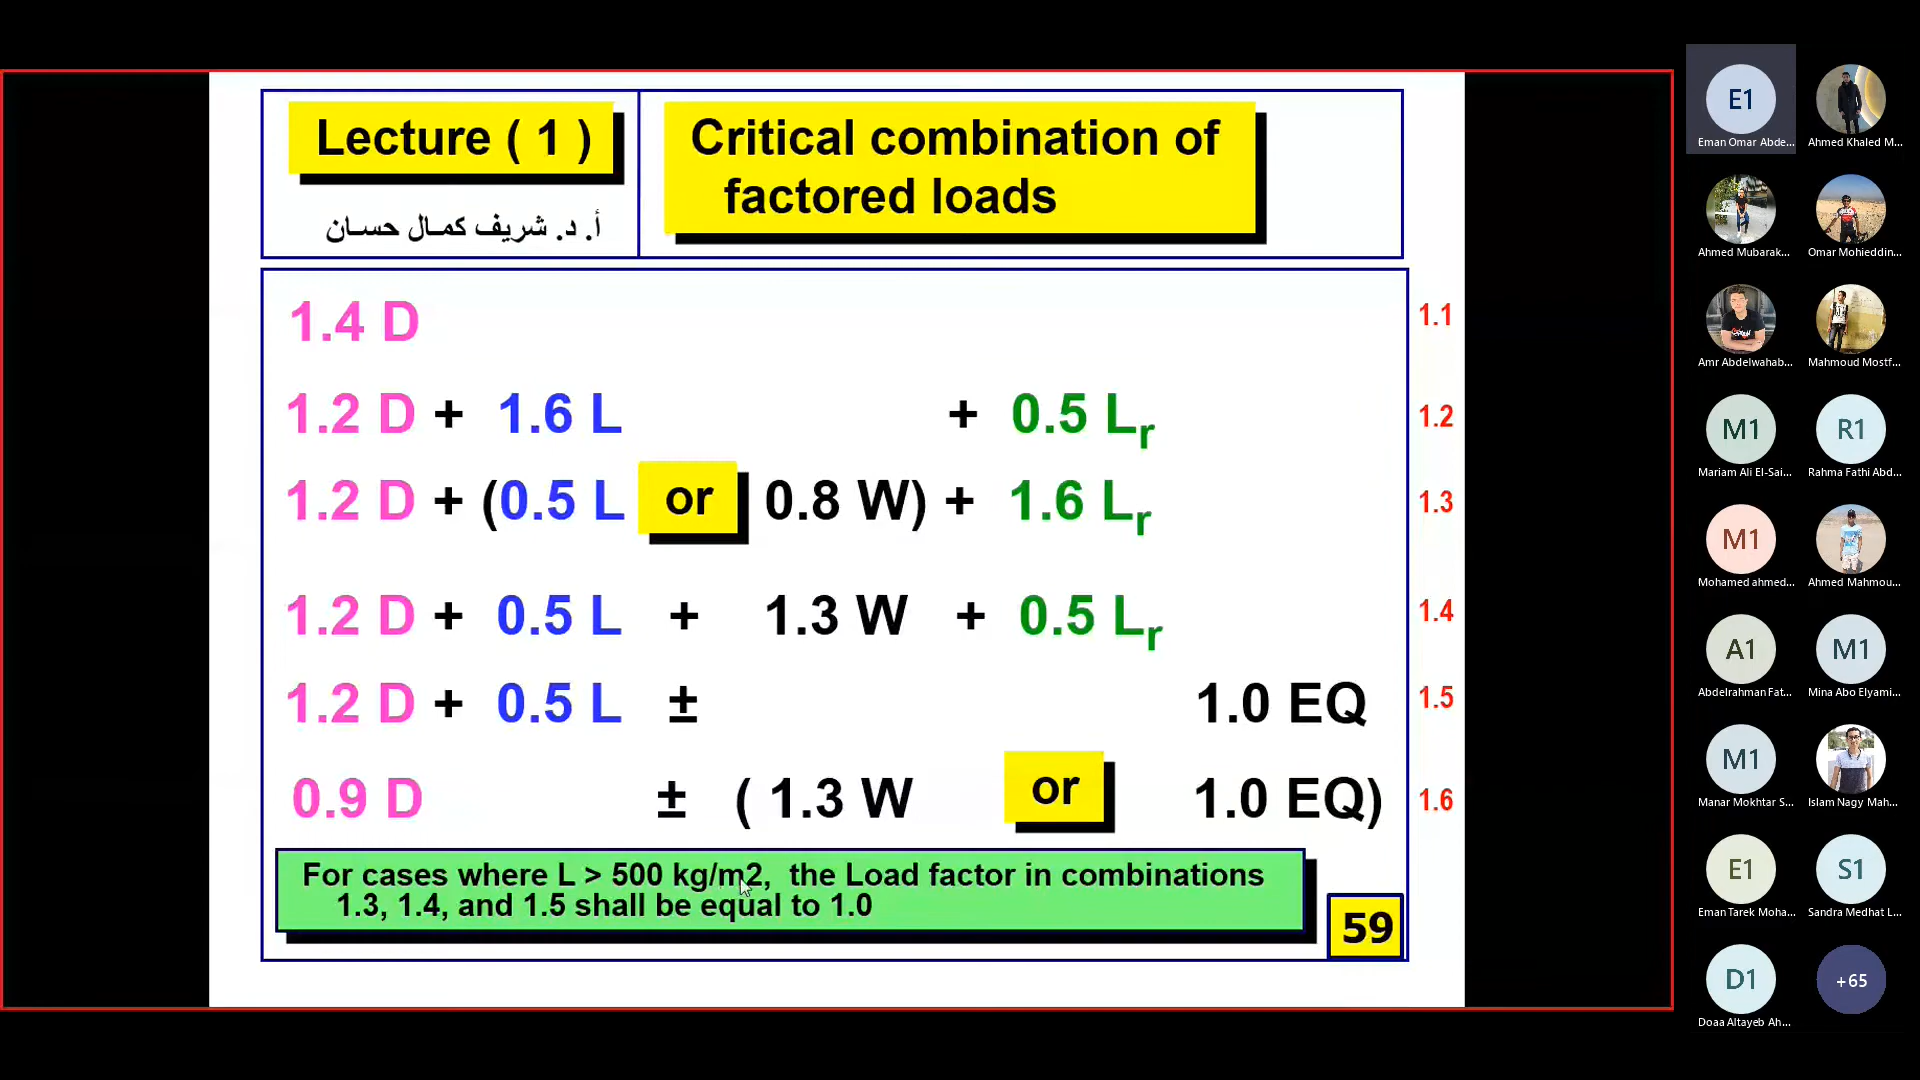 Lecture ( 1 )
أ. د. شريف كمـال حسـان
Critical combination of
factored loads
1.4 D 1.1
1.2 D + 1.6 L + 0.5 Lr 1.2
1.2 D + (0.5 L or 0.8 W) + 1.6 Lr 1.3
1.2 D + 0.5 L + 1.3 W + 0.5 Lr 1.4
1.2 D + 0.5 L ± 1.0 EQ 1.5
0.9 D ± ( 1.3 W or 1.0 EQ) 1.6
For cases where L > 500 kg/m2, the Load factor in combinations
1.3, 1.4, and 1.5 shall be equal to 1.0
59
E1
Eman Omar Abde...
Ahmed Khaled M...
Ahmed Mubarak...
Omar Mohieddin...
Amr Abdelwahab...
Mahmoud Mostf...
M1
Mariam Ali El-Sai...
R1
Rahma Fathi Abd...
M1
Mohamed ahmed...
Ahmed Mahmou...
A1
Abdelrahman Fat...
M1
Mina Abo Elyami...
M1
Manar Mokhtar S...
Islam Nagy Mah...
E1
Eman Tarek Moha...
S1
Sandra Medhat L...
D1
Doaa Altayeb Ah...
+65